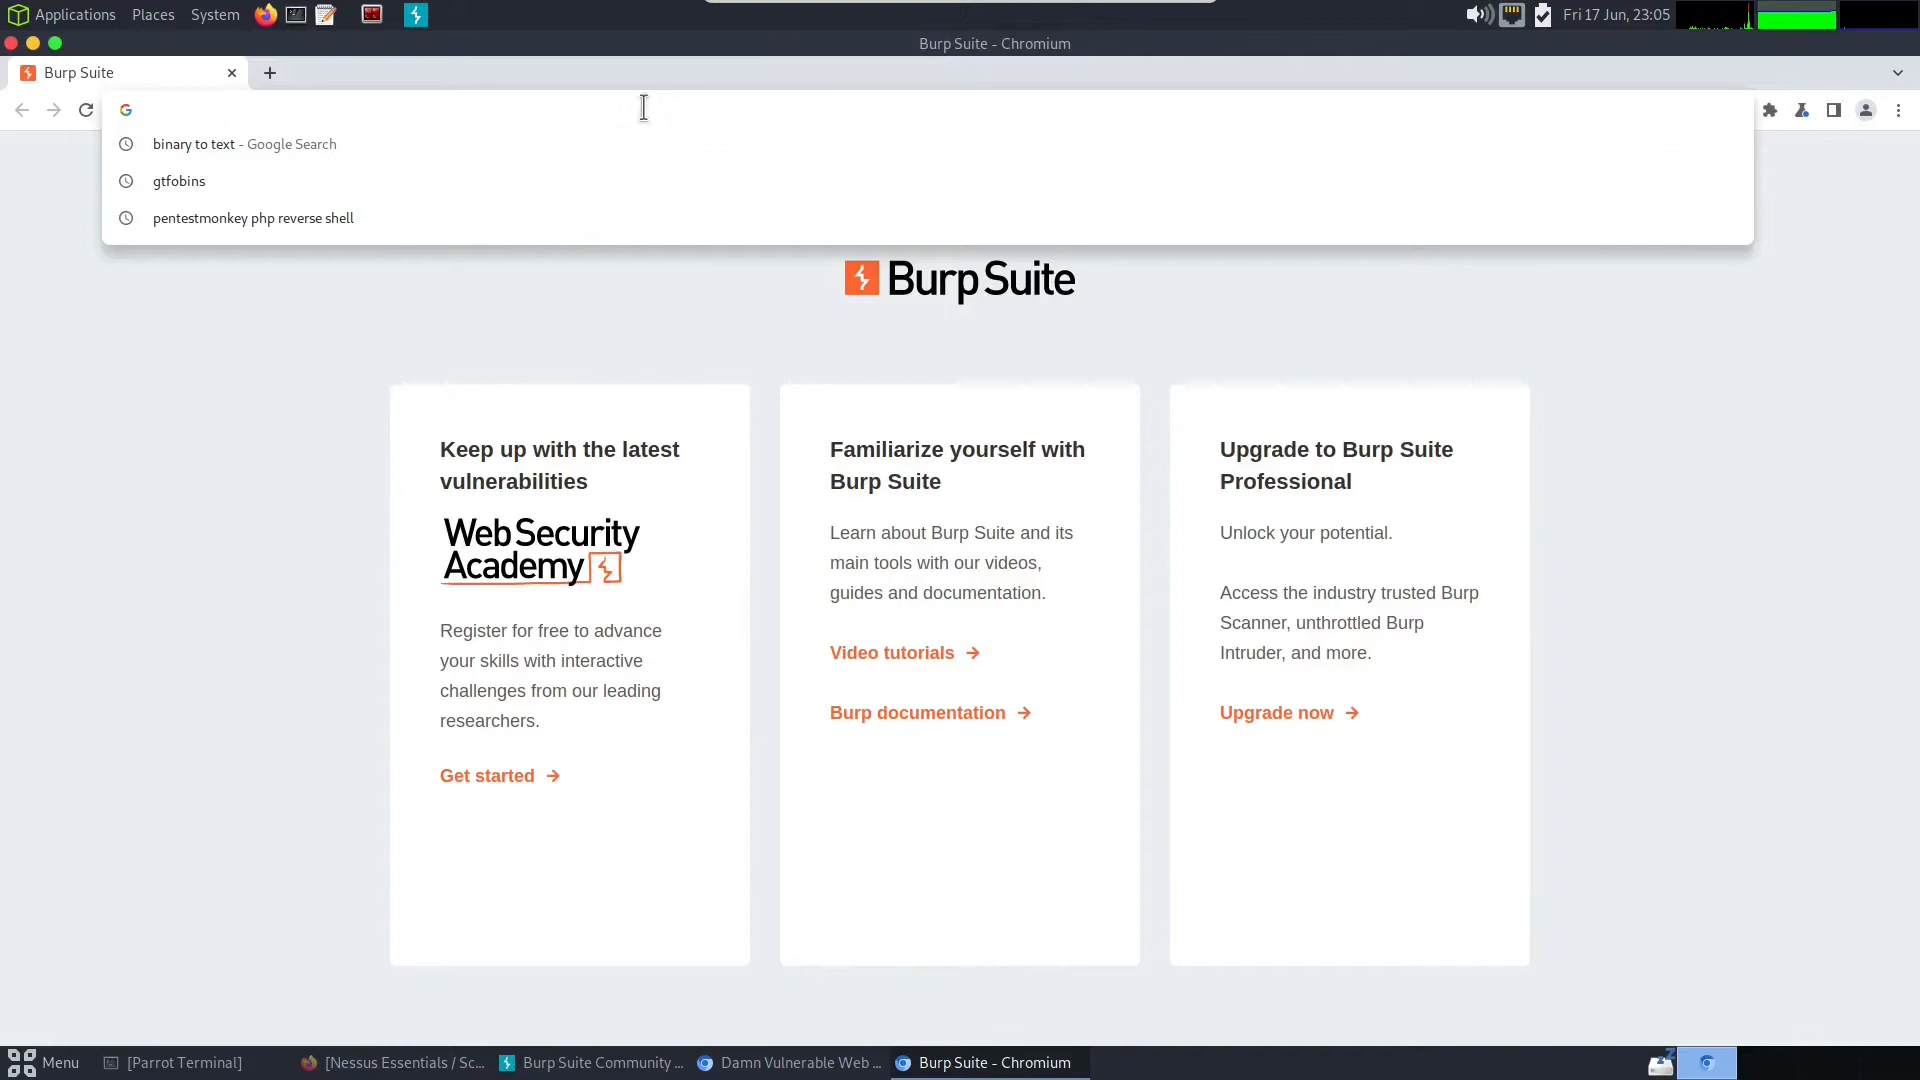 Applications Places System
Fri 17 Jun, 23:05
Burp Suite - Chromium
Burp Suite
binary to text - Google Search
gtfobins
pentestmonkey php reverse shell
Burp Suite
Keep up with the latest
vulnerabilities
Web Security
Academy
Register for free to advance
your skills with interactive
challenges from our leading
researchers.
Get started →
Familiarize yourself with
Burp Suite
Learn about Burp Suite and its
main tools with our videos,
guides and documentation.
Video tutorials →
Burp documentation →
Upgrade to Burp Suite
Professional
Unlock your potential.
Access the industry trusted Burp
Scanner, unthrottled Burp
Intruder, and more.
Upgrade now →
Menu [Parrot Terminal] [Nessus Essentials / Sc... Burp Suite Community ... Damn Vulnerable Web ... Burp Suite - Chromium